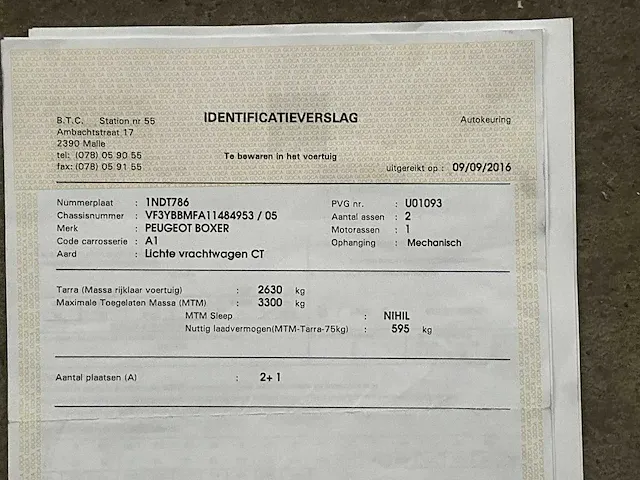 IDENTIFICATIEVERSLAG
B.T.C. Station nr 55
Autokeuring
Ambachtstraat 17
2390 Malle
tel: (078) 05 90 55
Te bewaren in het voertuig
fax: (078) 05 91 55
uitgereikt op : 09/09/2016
Nummerplaat : 1NDT786
PVG nr. : U01093
Chassisnummer : VF3YBBMFA11484953 / 05
Aantal assen : 2
Merk : PEUGEOT BOXER
Motorassen : 1
Code carrosserie : A1
Ophanging : Mechanisch
Aard : Lichte vrachtwagen CT
Tarra (Massa rijklaar voertuig) : 2630 kg
Maximale Toegelaten Massa (MTM) : 3300 kg
MTM Sleep : NIHIL
Nuttig laadvermogen(MTM-Tarra-75kg) : 595 kg
Aantal plaatsen (A) : 2+1